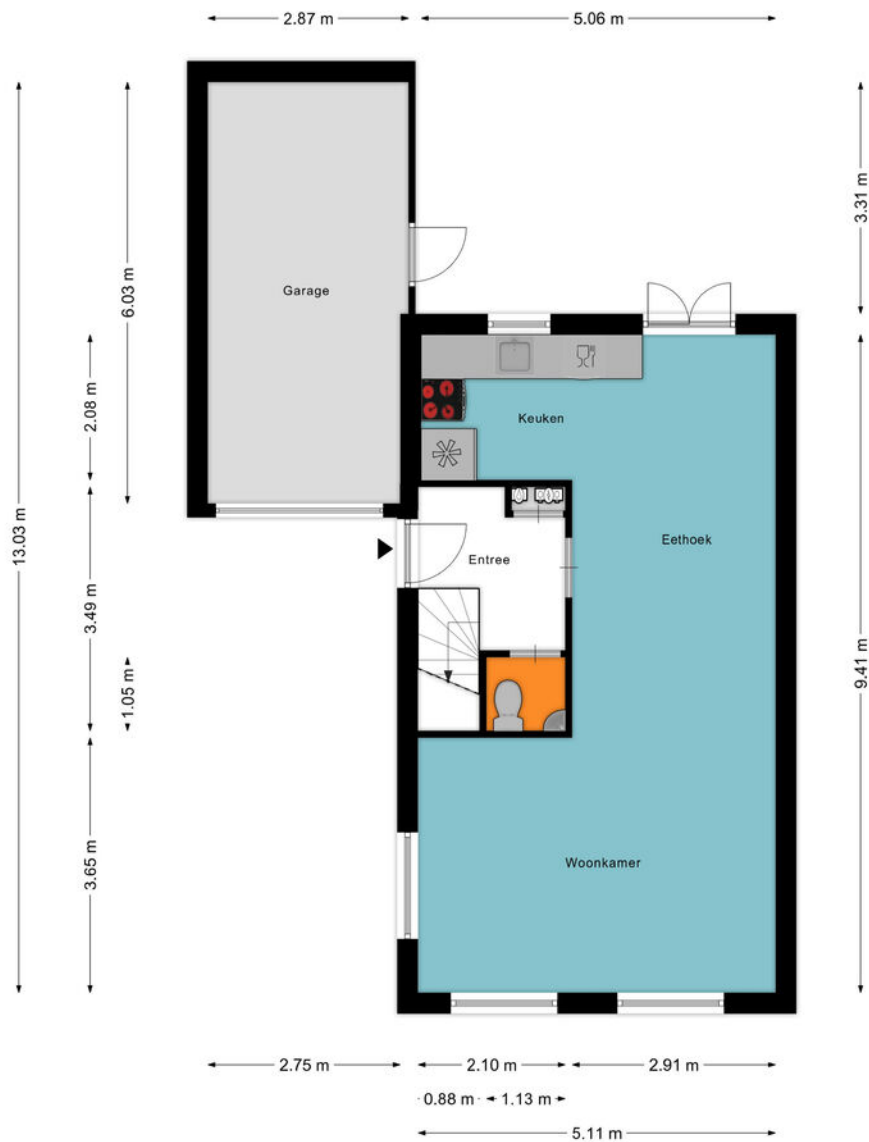 2.87 m
5.06 m
13.03 m
6.03 m
3.31 m
2.08 m
3.49 m
1.05 m
3.65 m
9.41 m
Garage
Keuken
Entree
Eethoek
Woonkamer
2.75 m
2.10 m
2.91 m
0.88 m
1.13 m
5.11 m